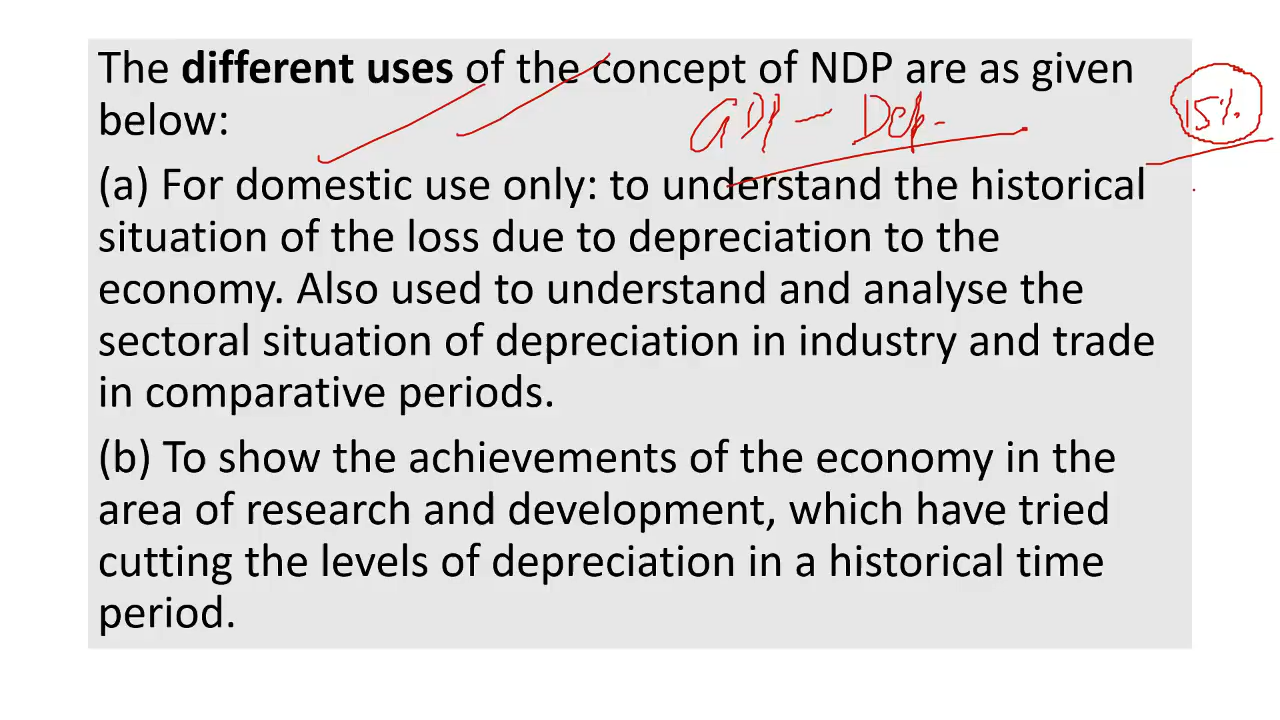 The different uses of the concept of NDP are as given
below:
GDP - Dep.
15%
(a) For domestic use only: to understand the historical
situation of the loss due to depreciation to the
economy. Also used to understand and analyse the
sectoral situation of depreciation in industry and trade
in comparative periods.
(b) To show the achievements of the economy in the
area of research and development, which have tried
cutting the levels of depreciation in a historical time
period.